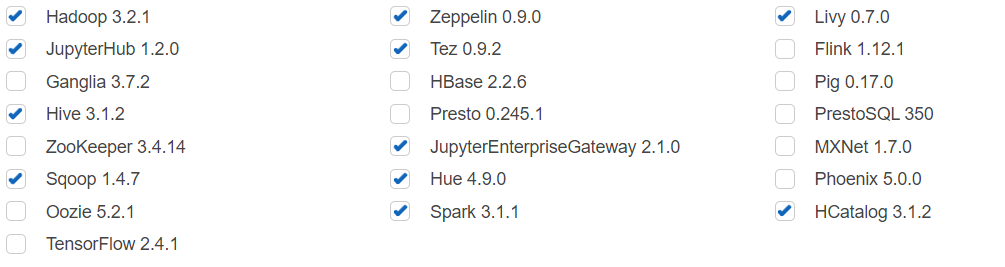 Hadoop 3.2.1 Zeppelin 0.9.0 Livy 0.7.0
JupyterHub 1.2.0 Tez 0.9.2 Flink 1.12.1
Ganglia 3.7.2 HBase 2.2.6 Pig 0.17.0
Hive 3.1.2 Presto 0.245.1 PrestoSQL 350
ZooKeeper 3.4.14 JupyterEnterpriseGateway 2.1.0 MXNet 1.7.0
Sqoop 1.4.7 Hue 4.9.0 Phoenix 5.0.0
Oozie 5.2.1 Spark 3.1.1 HCatalog 3.1.2
TensorFlow 2.4.1